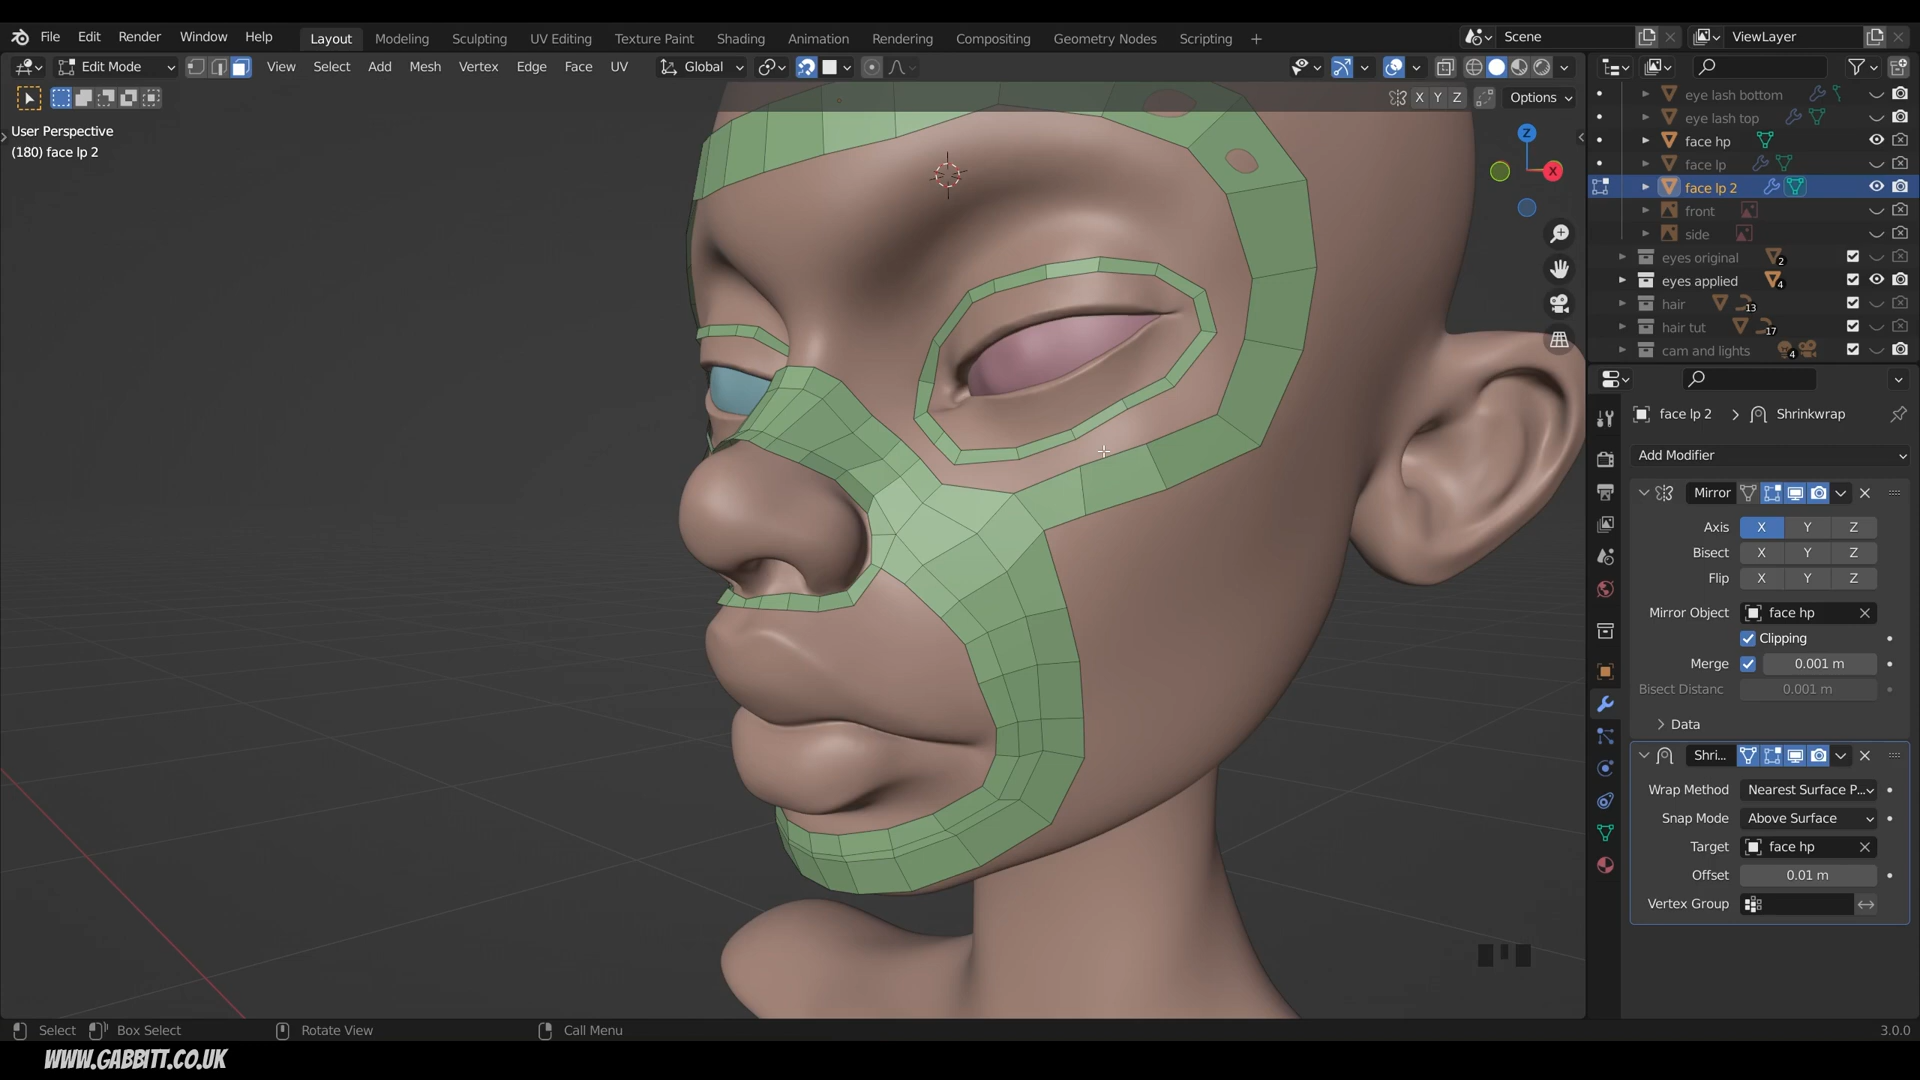 File Edit Render Window Help Layout Modeling Sculpting UV Editing Texture Paint Shading Animation Rendering Compositing Geometry Nodes Scripting + Scene ViewLayer
Edit Mode View Select Add Mesh Vertex Edge Face UV Global
X Y Z Options
User Perspective
(180) face lp 2
Z
X
eye lash bottom
eye lash top
face hp
face lp
face lp 2
front
side
eyes original 2
eyes applied 4
hair 13
hair tut 17
cam and lights 4
face lp 2 > Shrinkwrap
Add Modifier
Mirror
Axis X Y Z
Bisect X Y Z
Flip X Y Z
Mirror Object face hp
Clipping
Merge 0.001 m
Bisect Distanc 0.001 m
Data
Shri...
Wrap Method Nearest Surface P...
Snap Mode Above Surface
Target face hp
Offset 0.01 m
Vertex Group
Select Box Select Rotate View Call Menu 3.0.0
WWW.GABBITT.CO.UK